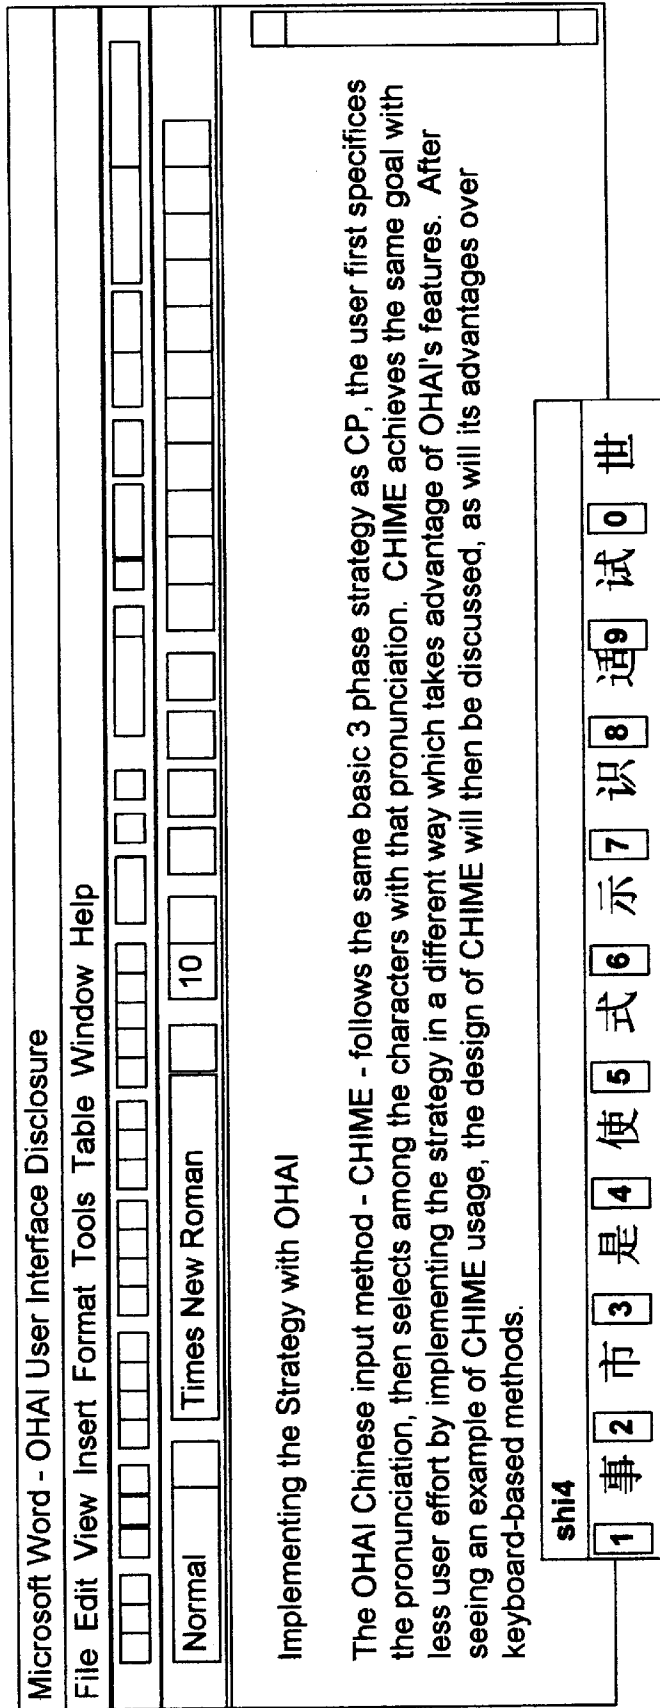 Microsoft Word - OHAI User Interface Disclosure
File Edit View Insert Format Tools Table Window Help
Normal Times New Roman 10
Implementing the Strategy with OHAI
The OHAI Chinese input method - CHIME - follows the same basic 3 phase strategy as CP, the user first specifices
the pronunciation, then selects among the characters with that pronunciation. CHIME achieves the same goal with
less user effort by implementing the strategy in a different way which takes advantage of OHAI's features. After
seeing an example of CHIME usage, the design of CHIME will then be discussed, as will its advantages over
keyboard-based methods.
shi4
1 事 2 市 3 是 4 使 5 式 6 示 7 识 8 适 9 试 0 世